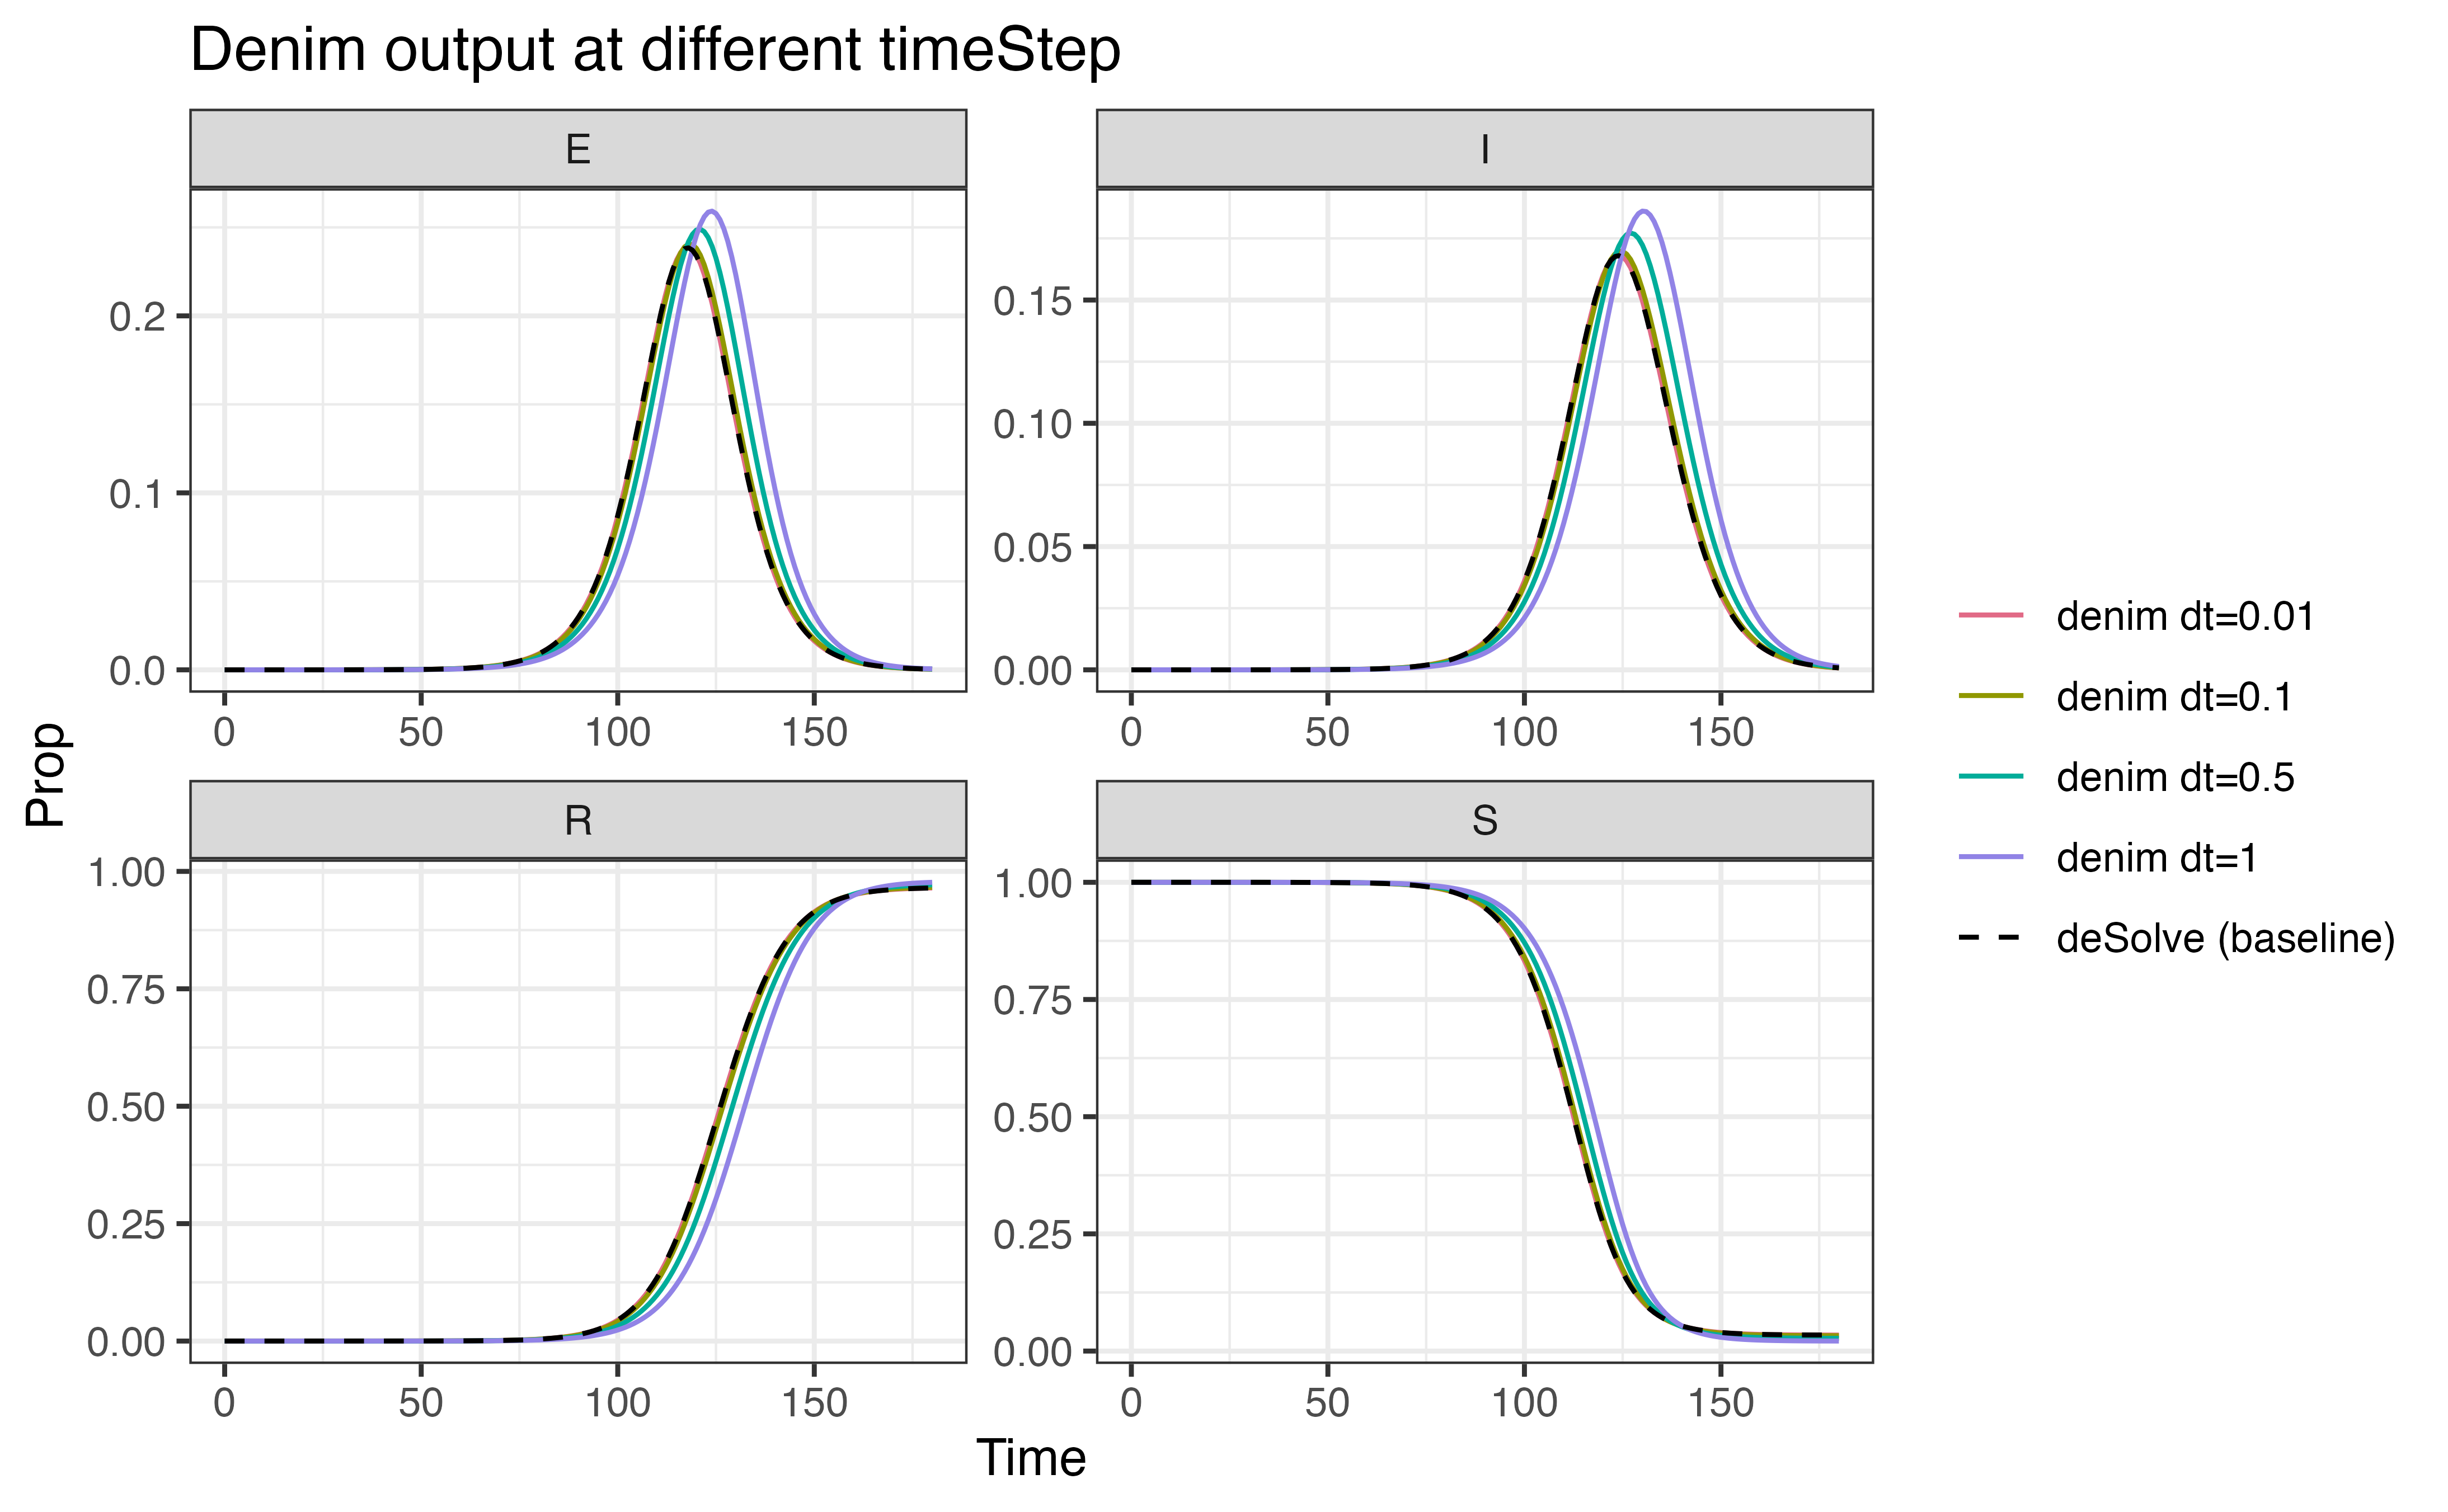 Denim output at different timeStep
E
I
0.2
0.1
0.0
0 50 100 150
0.15
0.10
0.05
0.00
0 50 100 150
Prop
R
S
1.00
0.75
0.50
0.25
0.00
0 50 100 150
1.00
0.75
0.50
0.25
0.00
0 50 100 150
Time
denim dt=0.01
denim dt=0.1
denim dt=0.5
denim dt=1
deSolve (baseline)